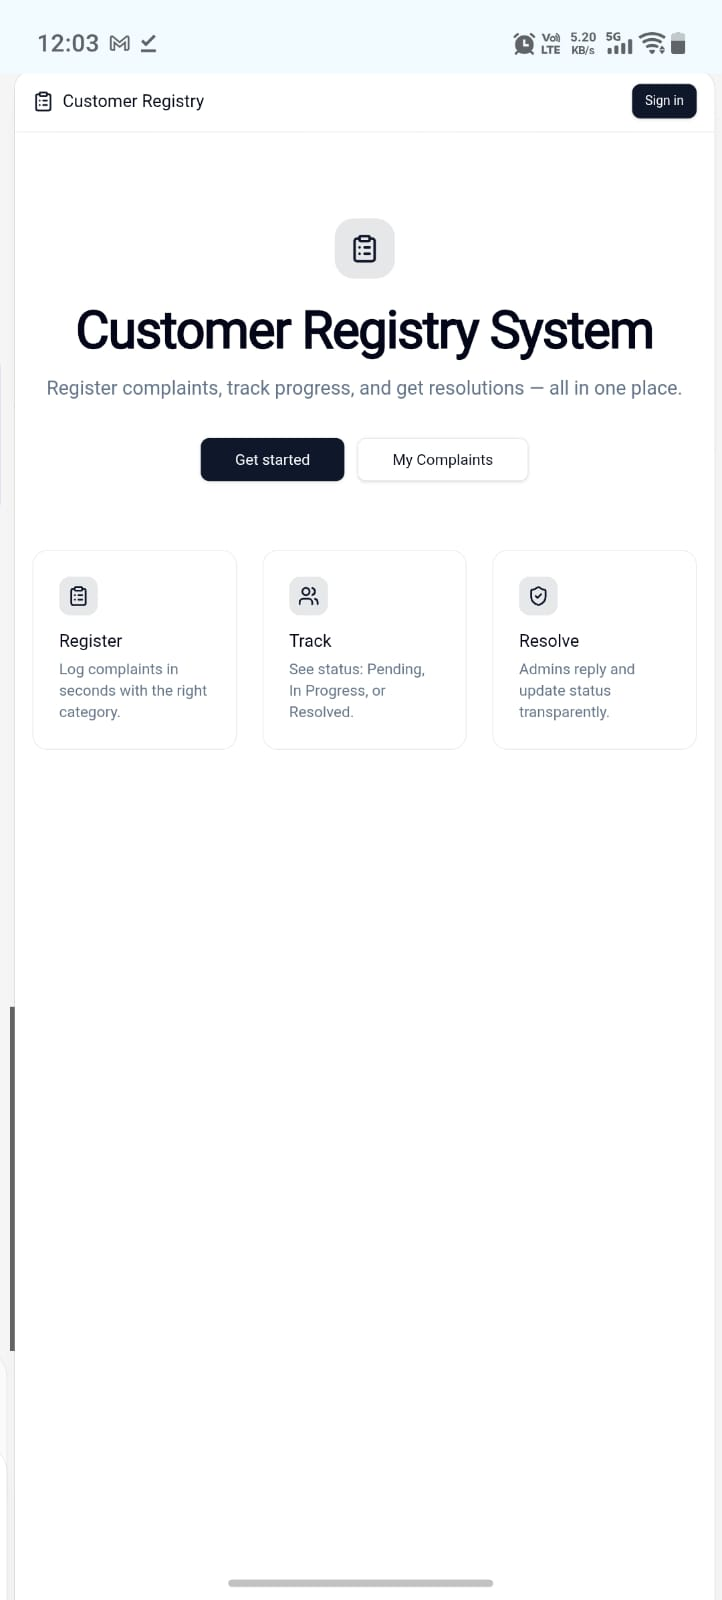 12:03
Vo) LTE 5.20 KB/s 5G
Customer Registry
Sign in
Customer Registry System
Register complaints, track progress, and get resolutions — all in one place.
Get started
My Complaints
Register
Log complaints in
seconds with the right
category.
Track
See status: Pending,
In Progress, or
Resolved.
Resolve
Admins reply and
update status
transparently.